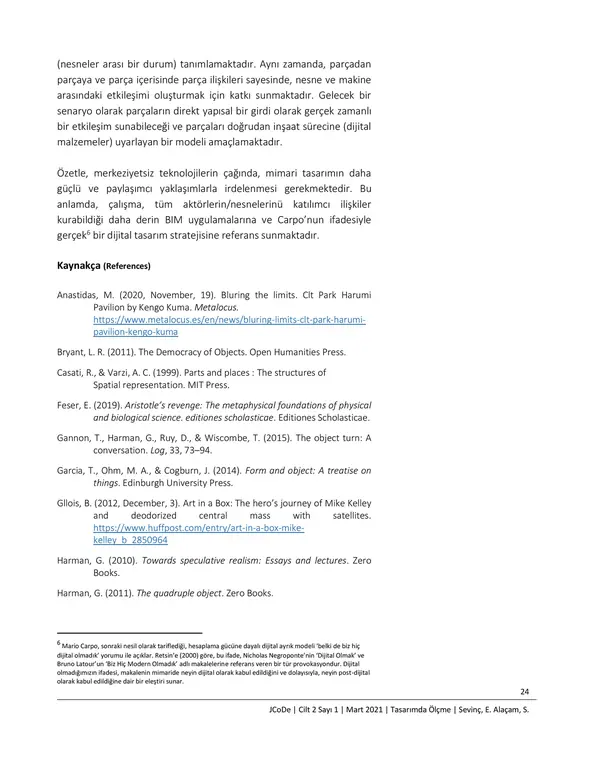 (nesneler arası bir durum) tanımlamaktadır. Aynı zamanda, parçadan
parçaya ve parça içerisinde parça ilişkileri sayesinde, nesne ve makine
arasındaki etkileşimi oluşturmak için katkı sunmaktadır. Gelecek bir
senaryo olarak parçaların direkt yapısal bir girdi olarak gerçek zamanlı
bir etkileşim sunabileceği ve parçaları doğrudan inşaat sürecine (dijital
malzemeler) uyarlayan bir modeli amaçlamaktadır.
Özetle, merkeziyetsiz teknolojilerin çağında, mimari tasarımın daha
güçlü ve paylaşımcı yaklaşımlarla irdelenmesi gerekmektedir. Bu
anlamda, çalışma, tüm aktörlerin/nesnelerinü katılımcı ilişkiler
kurabildiği daha derin BIM uygulamalarına ve Carpo'nun ifadesiyle
gerçek⁶ bir dijital tasarım stratejisine referans sunmaktadır.
Kaynakça (References)
Anastidas, M. (2020, November, 19). Bluring the limits. Clt Park Harumi
Pavilion by Kengo Kuma. Metalocus.
https://www.metalocus.es/en/news/bluring-limits-clt-park-harumi-
pavilion-kengo-kuma
Bryant, L. R. (2011). The Democracy of Objects. Open Humanities Press.
Casati, R., & Varzi, A. C. (1999). Parts and places : The structures of
Spatial representation. MIT Press.
Feser, E. (2019). Aristotle's revenge: The metaphysical foundations of physical
and biological science. editiones scholasticae. Editiones Scholasticae.
Gannon, T., Harman, G., Ruy, D., & Wiscombe, T. (2015). The object turn: A
conversation. Log, 33, 73–94.
Garcia, T., Ohm, M. A., & Cogburn, J. (2014). Form and object: A treatise on
things. Edinburgh University Press.
Gllois, B. (2012, December, 3). Art in a Box: The hero's journey of Mike Kelley
and deodorized central mass with satellites.
https://www.huffpost.com/entry/art-in-a-box-mike-
kelley_b_2850964
Harman, G. (2010). Towards speculative realism: Essays and lectures. Zero
Books.
Harman, G. (2011). The quadruple object. Zero Books.
⁶ Mario Carpo, sonraki nesil olarak tariflediği, hesaplama gücüne dayalı dijital ayrık modeli 'belki de biz hiç
dijital olmadık' yorumu ile açıklar. Retsin'e (2000) göre, bu ifade, Nicholas Negroponte'nin 'Dijital Olmak' ve
Bruno Latour'un 'Biz Hiç Modern Olmadık' adlı makalelerine referans veren bir tür provokasyondur. Dijital
olmadığımızın ifadesi, makalenin mimaride neyin dijital olarak kabul edildiğini ve dolayısıyla, neyin post-dijital
olarak kabul edildiğine dair bir eleştiri sunar.
24
JCoDe | Cilt 2 Sayı 1 | Mart 2021 | Tasarımda Ölçme | Sevinç, E. Alaçam, S.